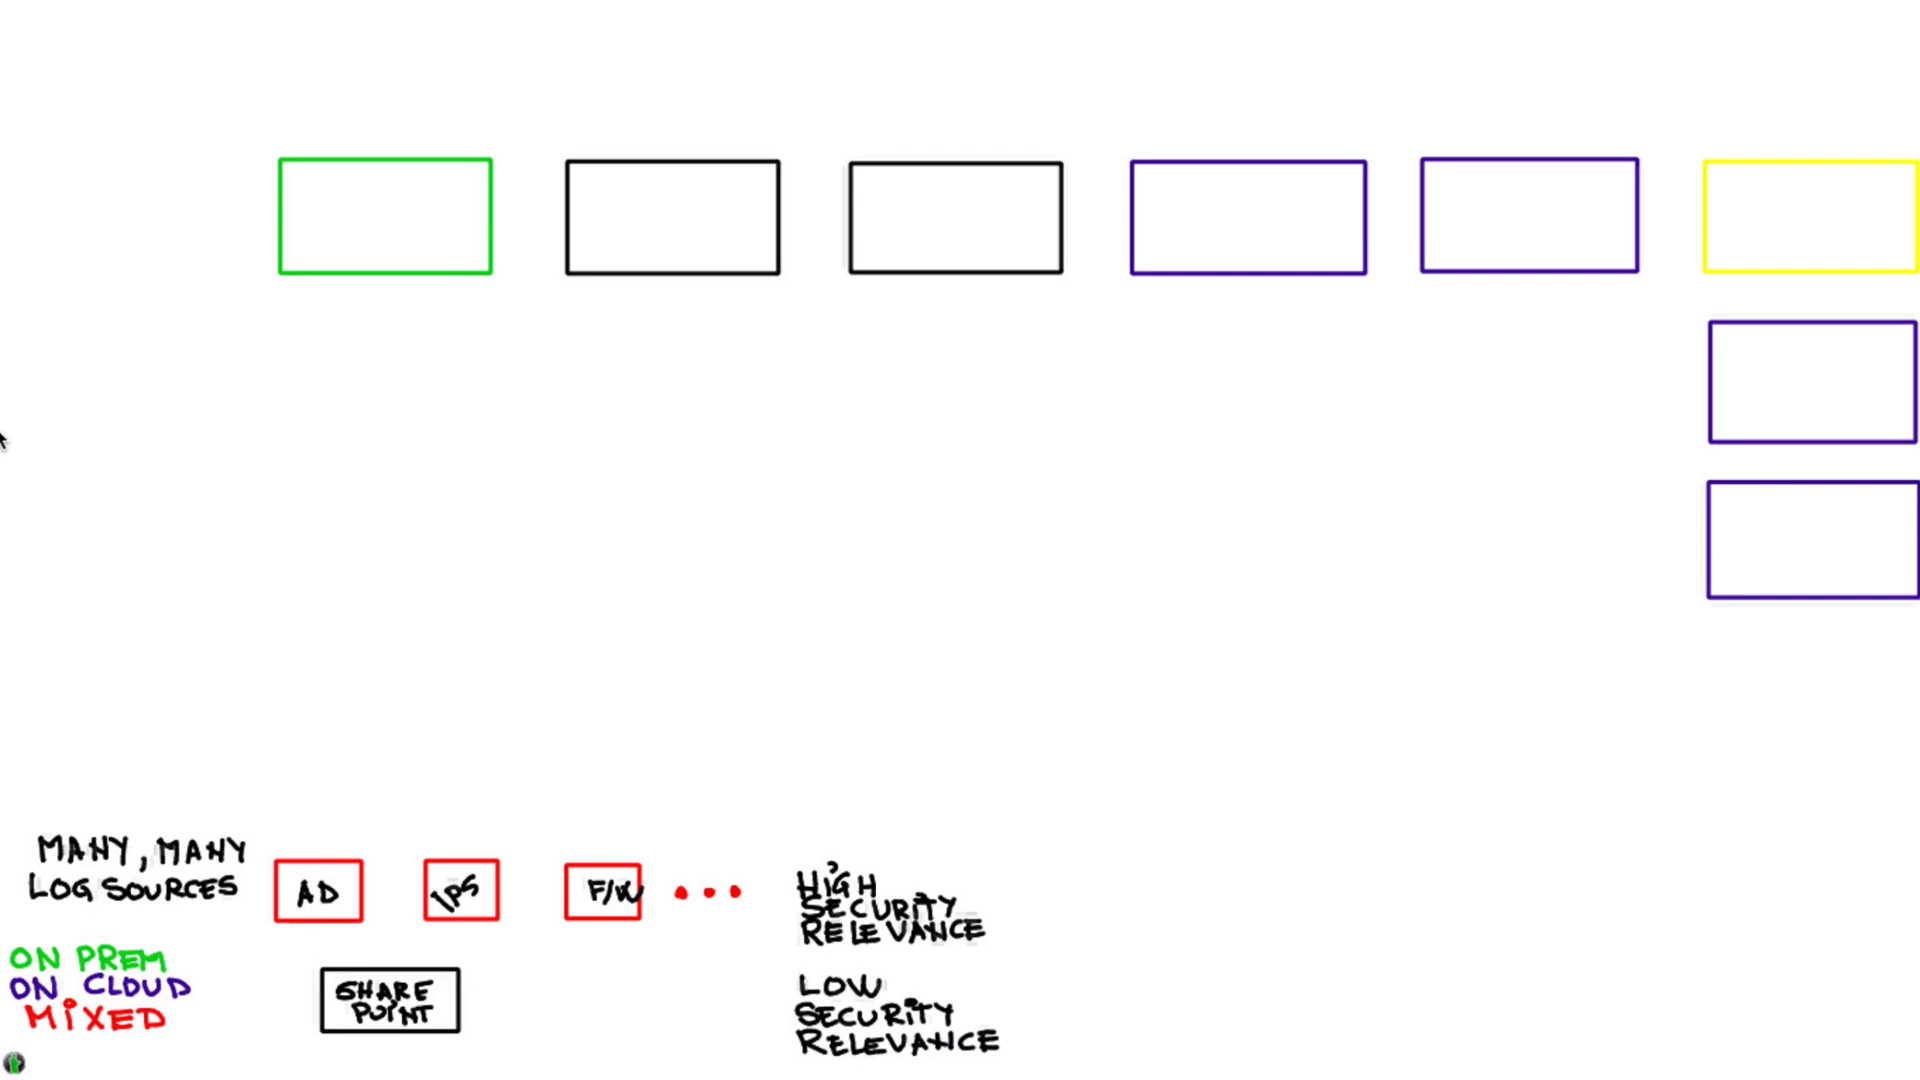 MANY, MANY
LOG SOURCES
AD
IPS
F/W
HIGH
SECURITY
RELEVANCE
ON PREM
ON CLOUD
MIXED
SHARE
POINT
LOW
SECURITY
RELEVANCE